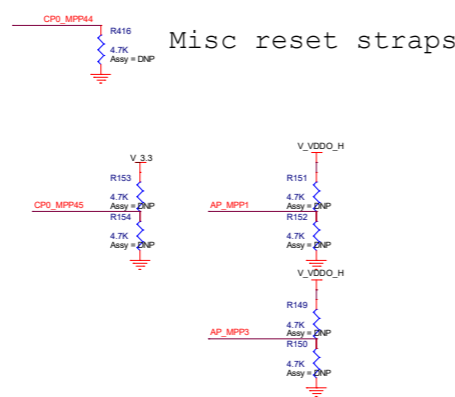 CP0_MPP44
R416
4.7K
Assy = DNP
Misc reset straps
V_3.3
R153
4.7K
Assy = DNP
CP0_MPP45
R154
4.7K
Assy = DNP
V_VDDO_H
R151
4.7K
Assy = DNP
AP_MPP1
R152
4.7K
Assy = DNP
V_VDDO_H
R149
4.7K
Assy = DNP
AP_MPP3
R150
4.7K
Assy = DNP